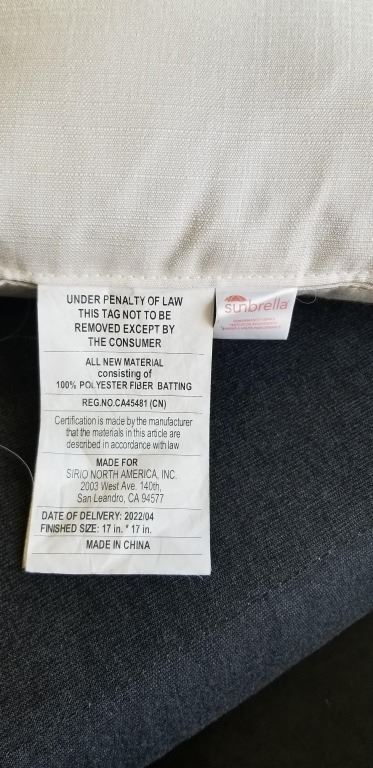 UNDER PENALTY OF LAW
THIS TAG NOT TO BE
REMOVED EXCEPT BY
THE CONSUMER
ALL NEW MATERIAL
consisting of
100% POLYESTER FIBER BATTING
REG.NO.CA45481 (CN)
Certification is made by the manufacturer
that the materials in this article are
described in accordance with law
MADE FOR
SIRIO NORTH AMERICA, INC.
2003 West Ave. 140th,
San Leandro, CA 94577
DATE OF DELIVERY: 2022/04
FINISHED SIZE: 17 in. * 17 in.
MADE IN CHINA
sunbrella